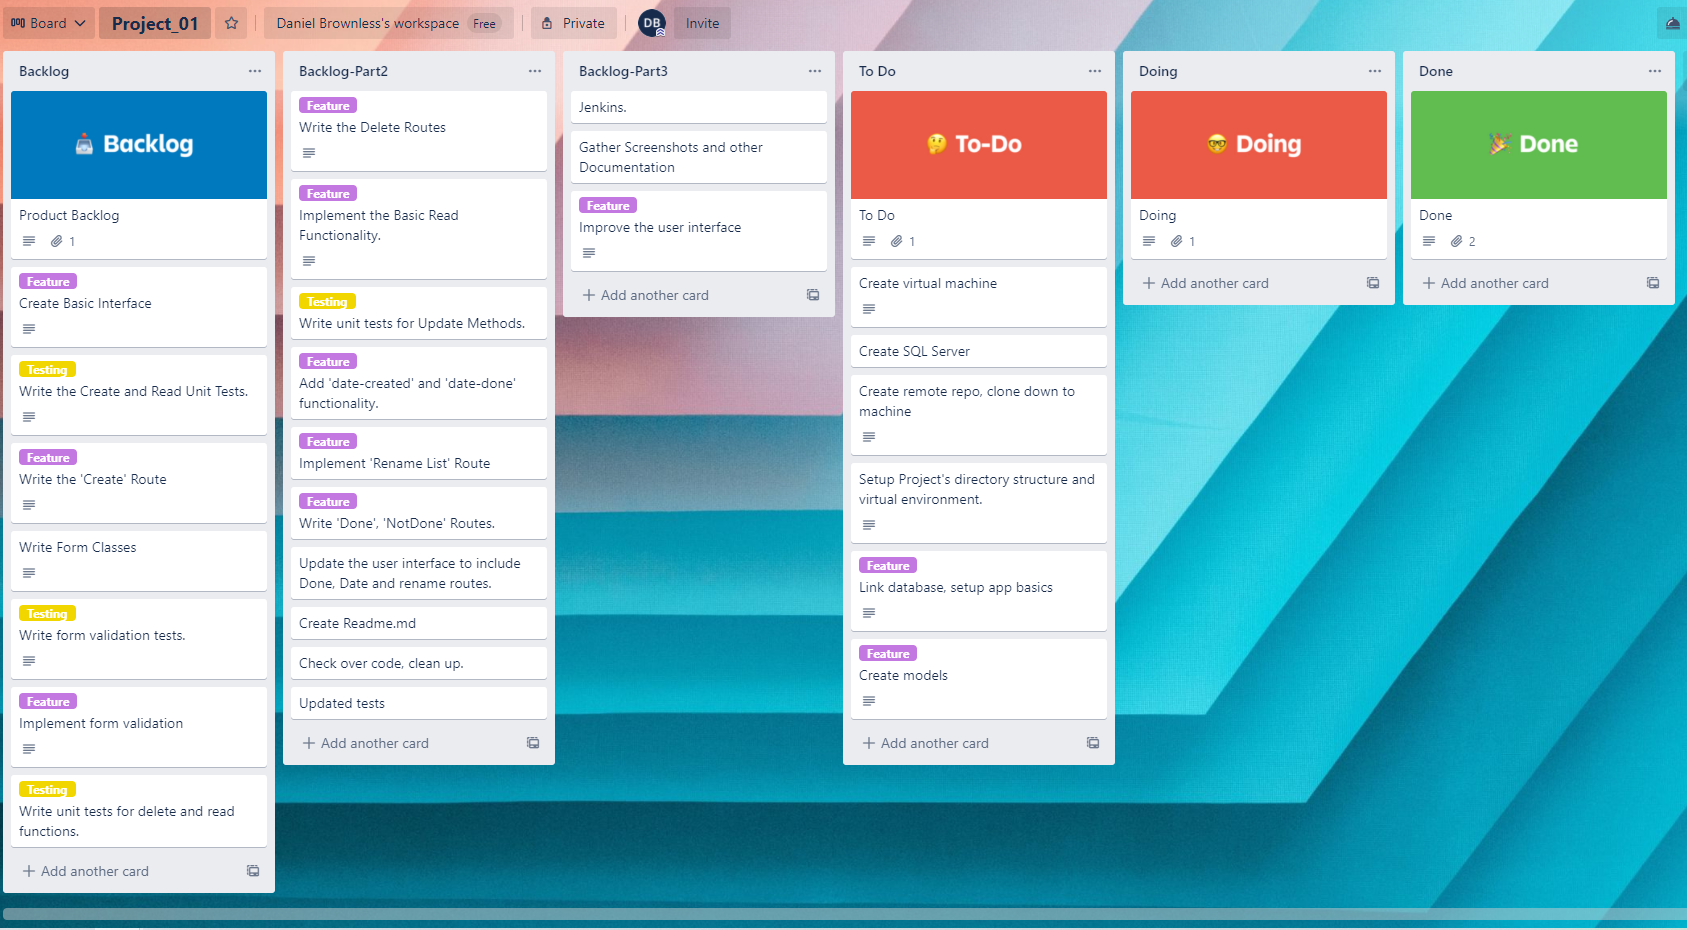 Board
Project_01
Daniel Brownless's workspace Free
Private
DB
Invite
Backlog
Backlog
Product Backlog
1
Feature
Create Basic Interface
Testing
Write the Create and Read Unit Tests.
Feature
Write the 'Create' Route
Write Form Classes
Testing
Write form validation tests.
Feature
Implement form validation
Testing
Write unit tests for delete and read
functions.
+ Add another card
Backlog-Part2
Feature
Write the Delete Routes
Feature
Implement the Basic Read
Functionality.
Testing
Write unit tests for Update Methods.
Feature
Add 'date-created' and 'date-done'
functionality.
Feature
Implement 'Rename List' Route
Feature
Write 'Done', 'NotDone' Routes.
Update the user interface to include
Done, Date and rename routes.
Create Readme.md
Check over code, clean up.
Updated tests
+ Add another card
Backlog-Part3
Jenkins.
Gather Screenshots and other
Documentation
Feature
Improve the user interface
+ Add another card
To Do
To-Do
To Do
1
Create virtual machine
Create SQL Server
Create remote repo, clone down to
machine
Setup Project's directory structure and
virtual environment.
Feature
Link database, setup app basics
Feature
Create models
+ Add another card
Doing
Doing
Doing
1
+ Add another card
Done
Done
Done
2
+ Add another card